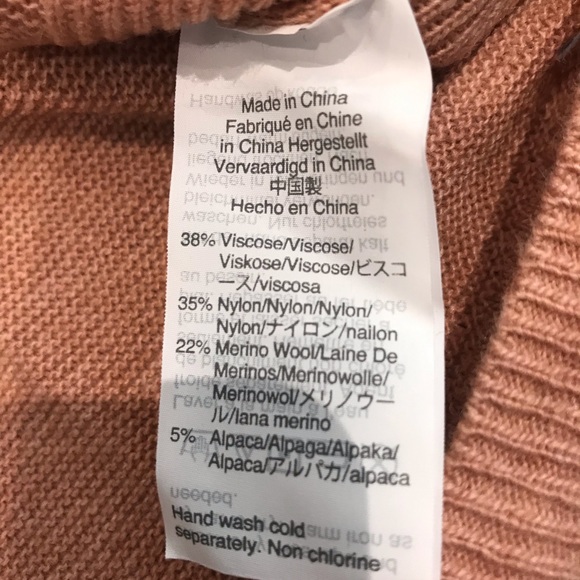 Made in China
Fabriqué en Chine
in China Hergestellt
Vervaardigd in China
中国製
Hecho en China
38% Viscose/Viscose/
Viskose/Viscose/ビスコ
ース/viscosa
35% Nylon/Nylon/Nylon/
Nylon/ナイロン/nailon
22% Merino Wool/Laine De
Merinos/Merinowolle/
Merinowol/メリノウー
ル/lana merino
5% Alpaca/Alpaga/Alpaka/
Alpaca/アルパカ/alpaca
Hand wash cold
separately. Non chlorine